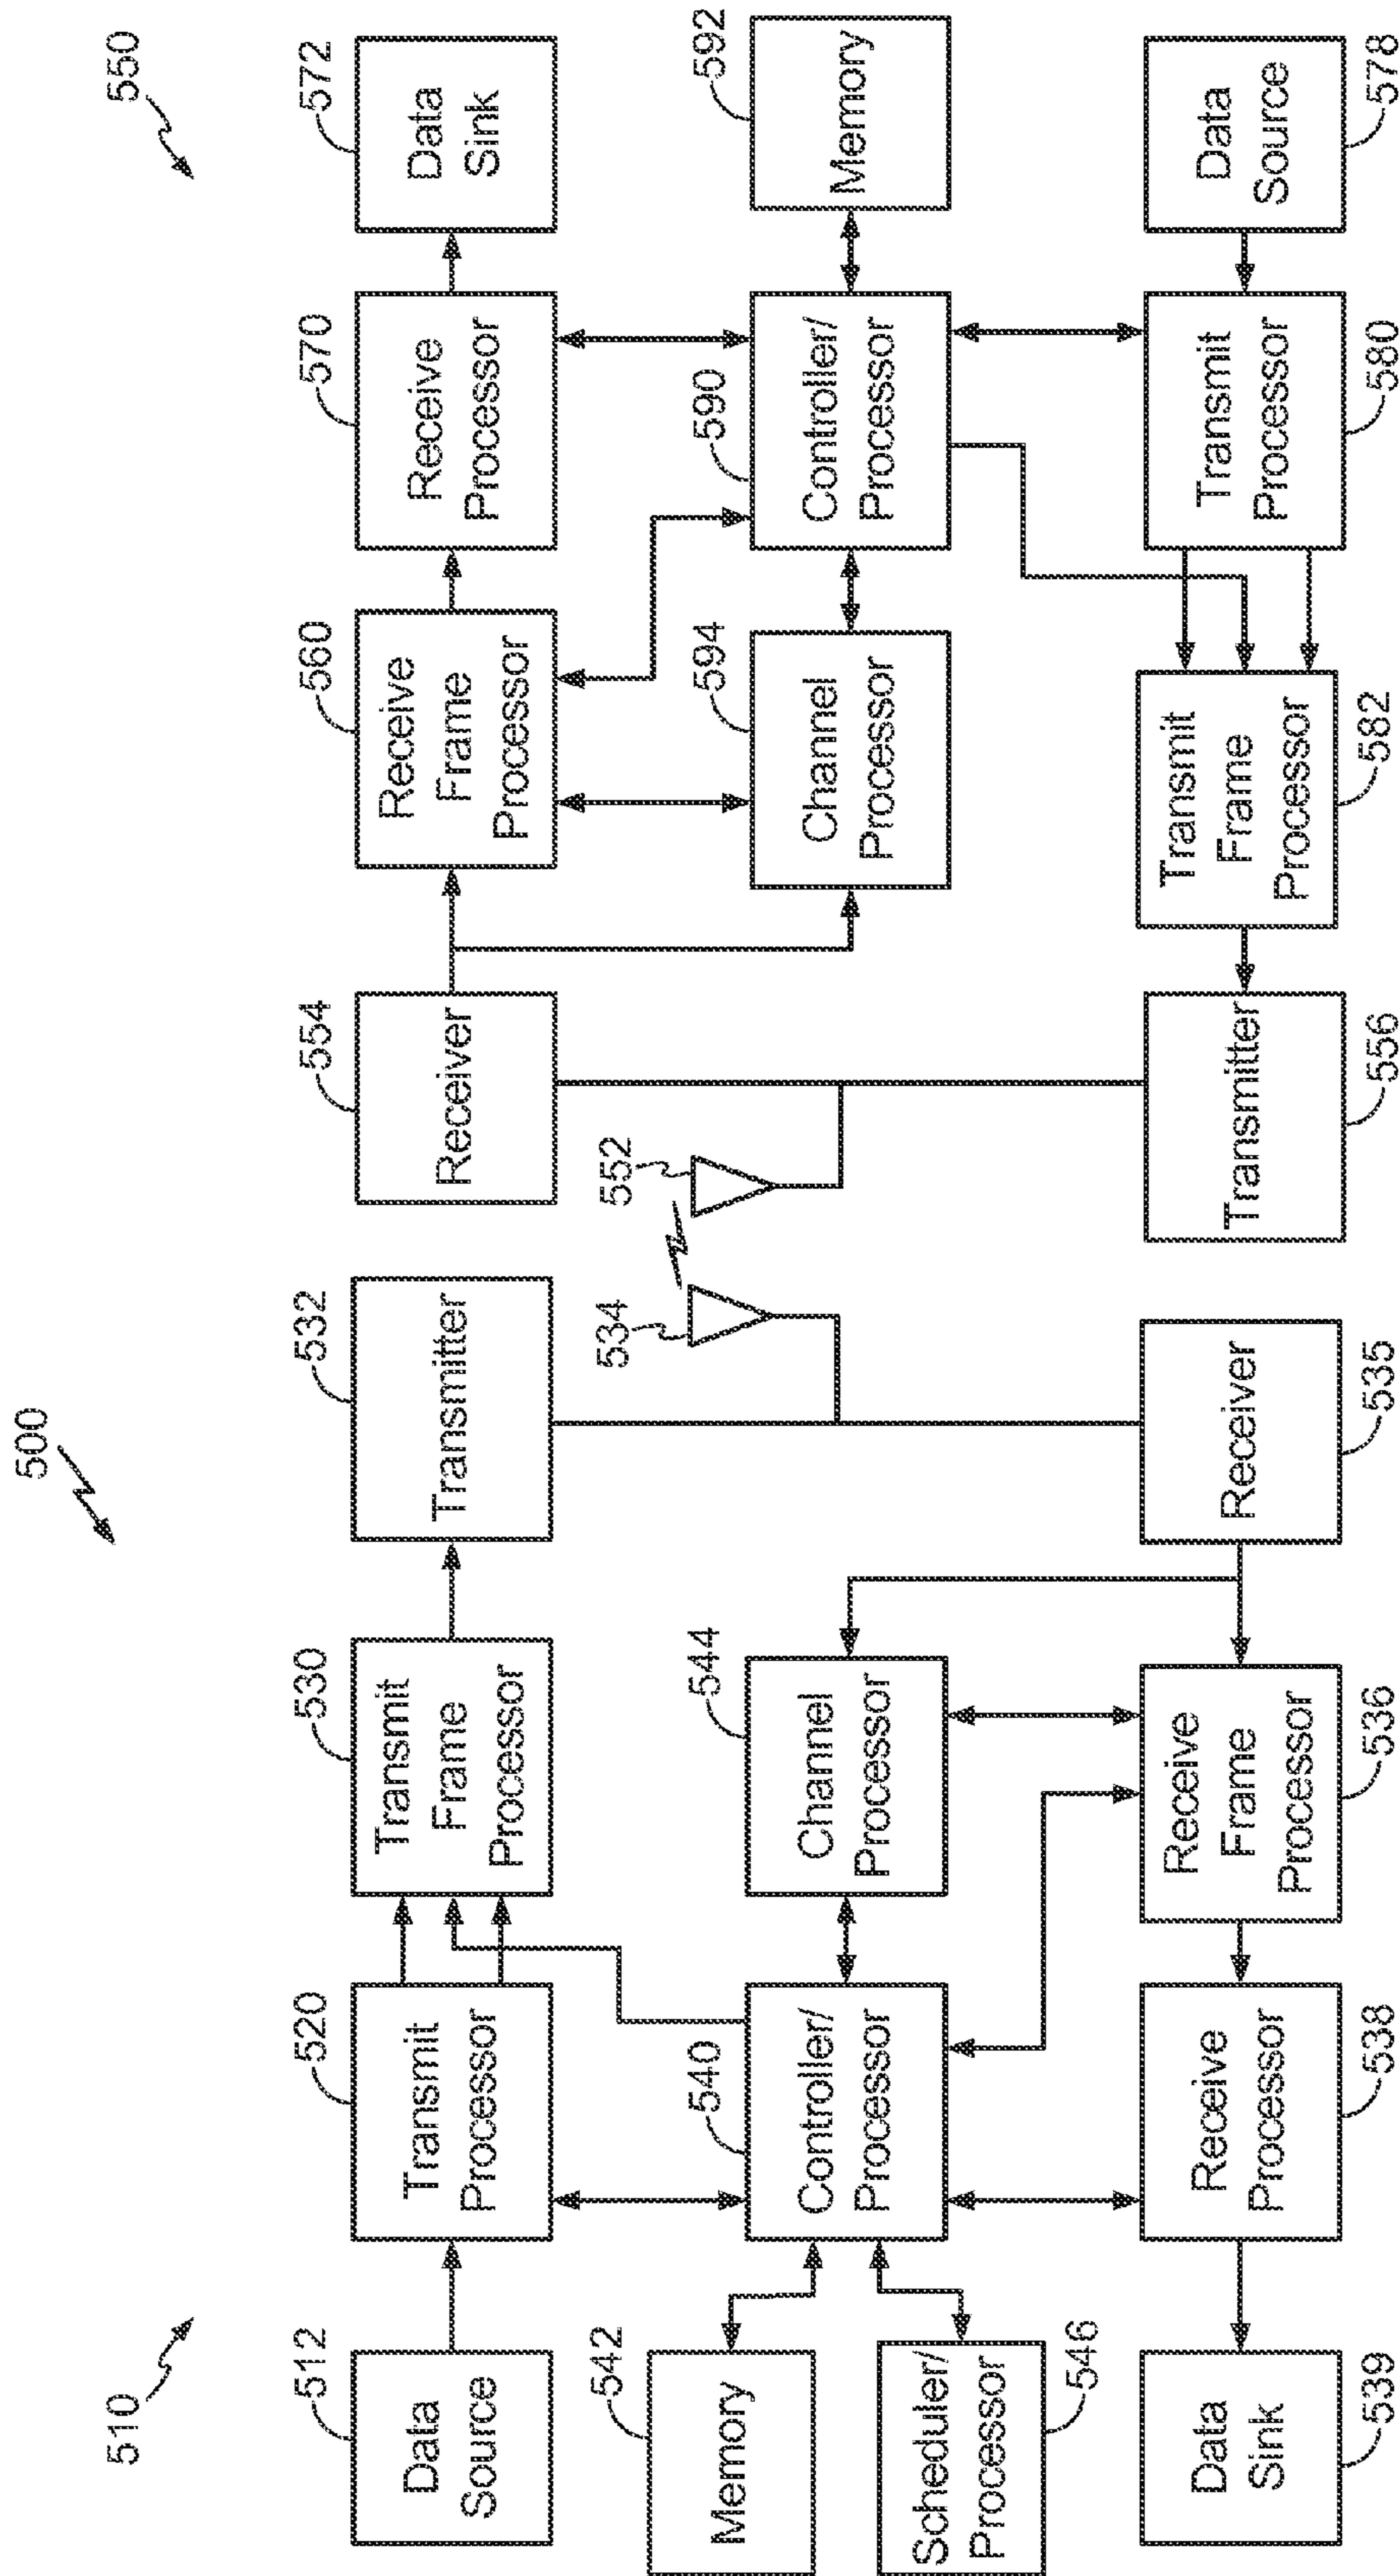 500
510
550
512
Data
Source
520
Transmit
Processor
530
Transmit
Frame
Processor
532
Transmitter
554
Receiver
560
Receive
Frame
Processor
570
Receive
Processor
572
Data
Sink
542
Memory
540
Controller/
Processor
544
Channel
Processor
534
552
594
Channel
Processor
590
Controller/
Processor
592
Memory
Scheduler/
Processor
546
Data
Sink
539
Receive
Processor
538
Receive
Frame
Processor
536
Receiver
535
Transmitter
556
Transmit
Frame
Processor
582
Transmit
Processor
580
Data
Source
578